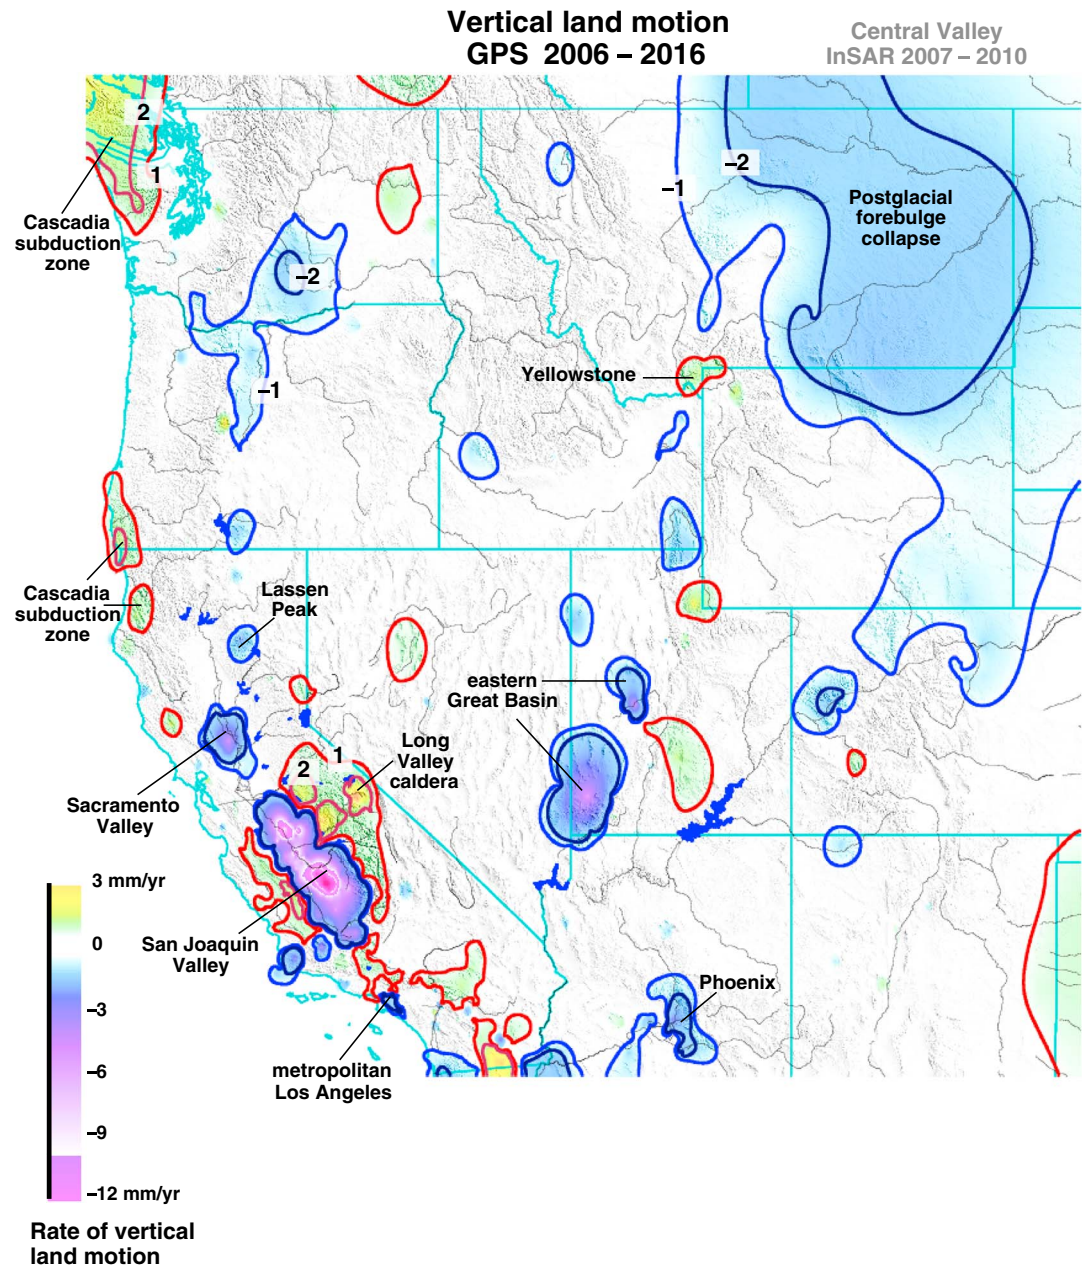 Vertical land motion
GPS 2006 – 2016
Central Valley
InSAR 2007 – 2010
2
1
–1
–2
Postglacial
forebulge
collapse
Cascadia
subduction
zone
–2
–1
Yellowstone
Cascadia
subduction
zone
Lassen
Peak
eastern
Great Basin
Long
Valley
caldera
2
1
Sacramento
Valley
San Joaquin
Valley
Phoenix
metropolitan
Los Angeles
3 mm/yr
0
–3
–6
–9
–12 mm/yr
Rate of vertical
land motion